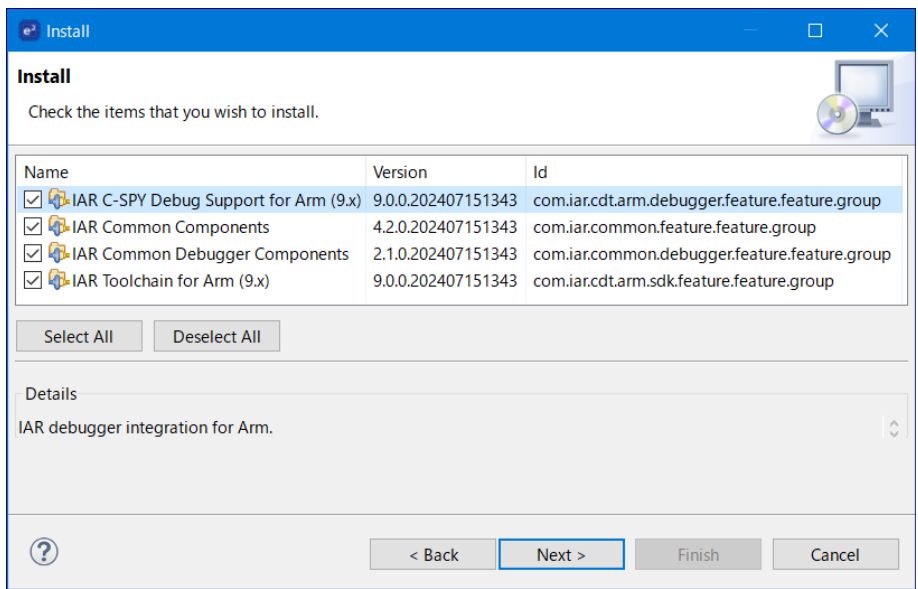 e² Install
Install
Check the items that you wish to install.
Name Version Id
IAR C-SPY Debug Support for Arm (9.x) 9.0.0.202407151343 com.iar.cdt.arm.debugger.feature.feature.group
IAR Common Components 4.2.0.202407151343 com.iar.common.feature.feature.group
IAR Common Debugger Components 2.1.0.202407151343 com.iar.common.debugger.feature.feature.group
IAR Toolchain for Arm (9.x) 9.0.0.202407151343 com.iar.cdt.arm.sdk.feature.feature.group
Select All Deselect All
Details
IAR debugger integration for Arm.
? < Back Next > Finish Cancel